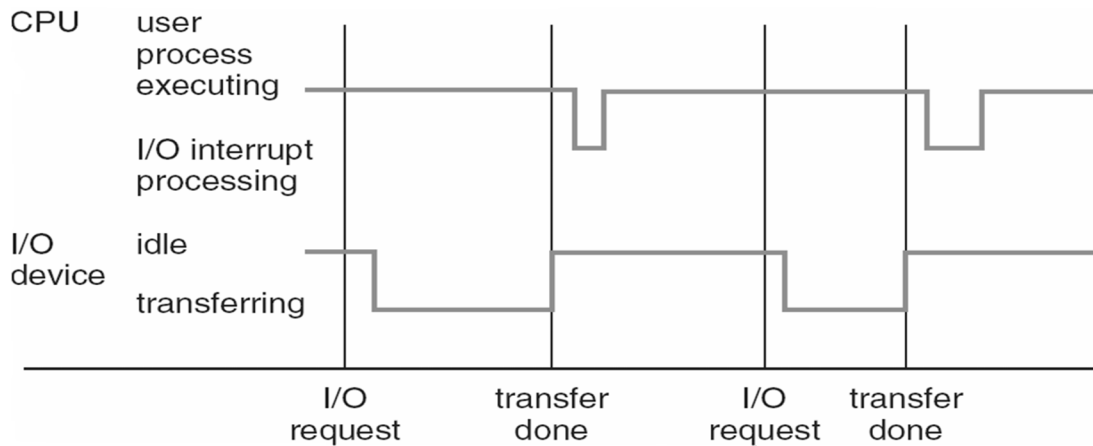 CPU
user
process
executing
I/O interrupt
processing
I/O
device
idle
transferring
I/O
request
transfer
done
I/O
request
transfer
done